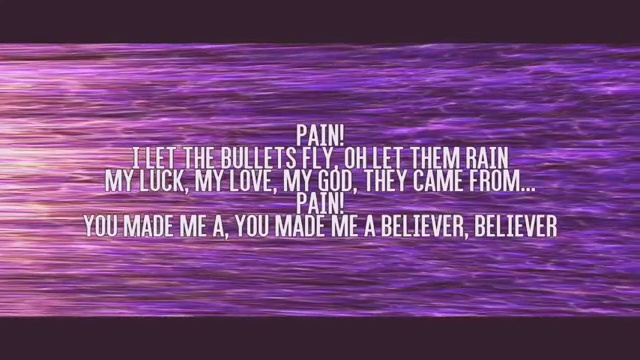 PAIN!
I LET THE BULLETS FLY, OH LET THEM RAIN
MY LUCK, MY LOVE, MY GOD, THEY CAME FROM...
PAIN!
YOU MADE ME A, YOU MADE ME A BELIEVER, BELIEVER